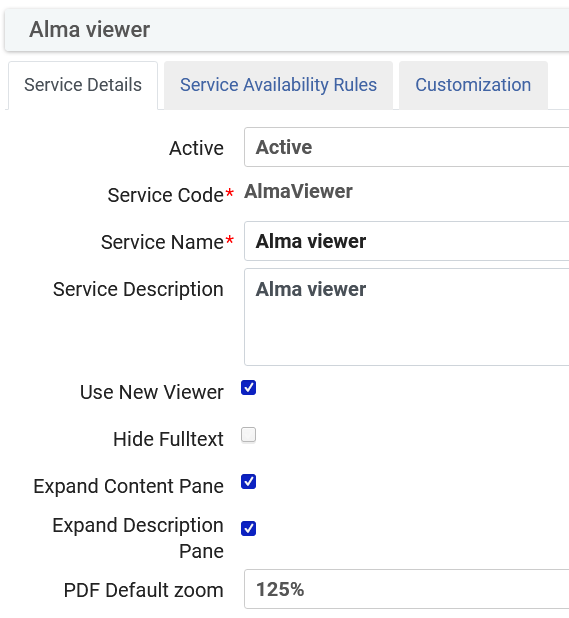 Alma viewer
Service Details Service Availability Rules Customization
Active Active
Service Code* AlmaViewer
Service Name* Alma viewer
Service Description Alma viewer
Use New Viewer
Hide Fulltext
Expand Content Pane
Expand Description
Pane
PDF Default zoom 125%